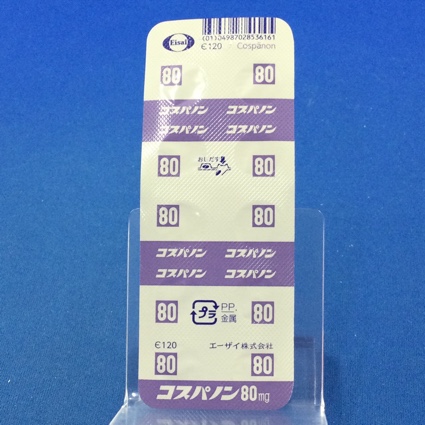 (01)04987028536161
Eisai
€120 Cospänon
80 80
コスパノン コスパノン
コスパノン コスパノン
おしだす
80 80
80 80
コスパノン コスパノン
コスパノン コスパノン
80 プラ PP, 金属 80
€120 エーザイ株式会社
80 80
コスパノン80mg